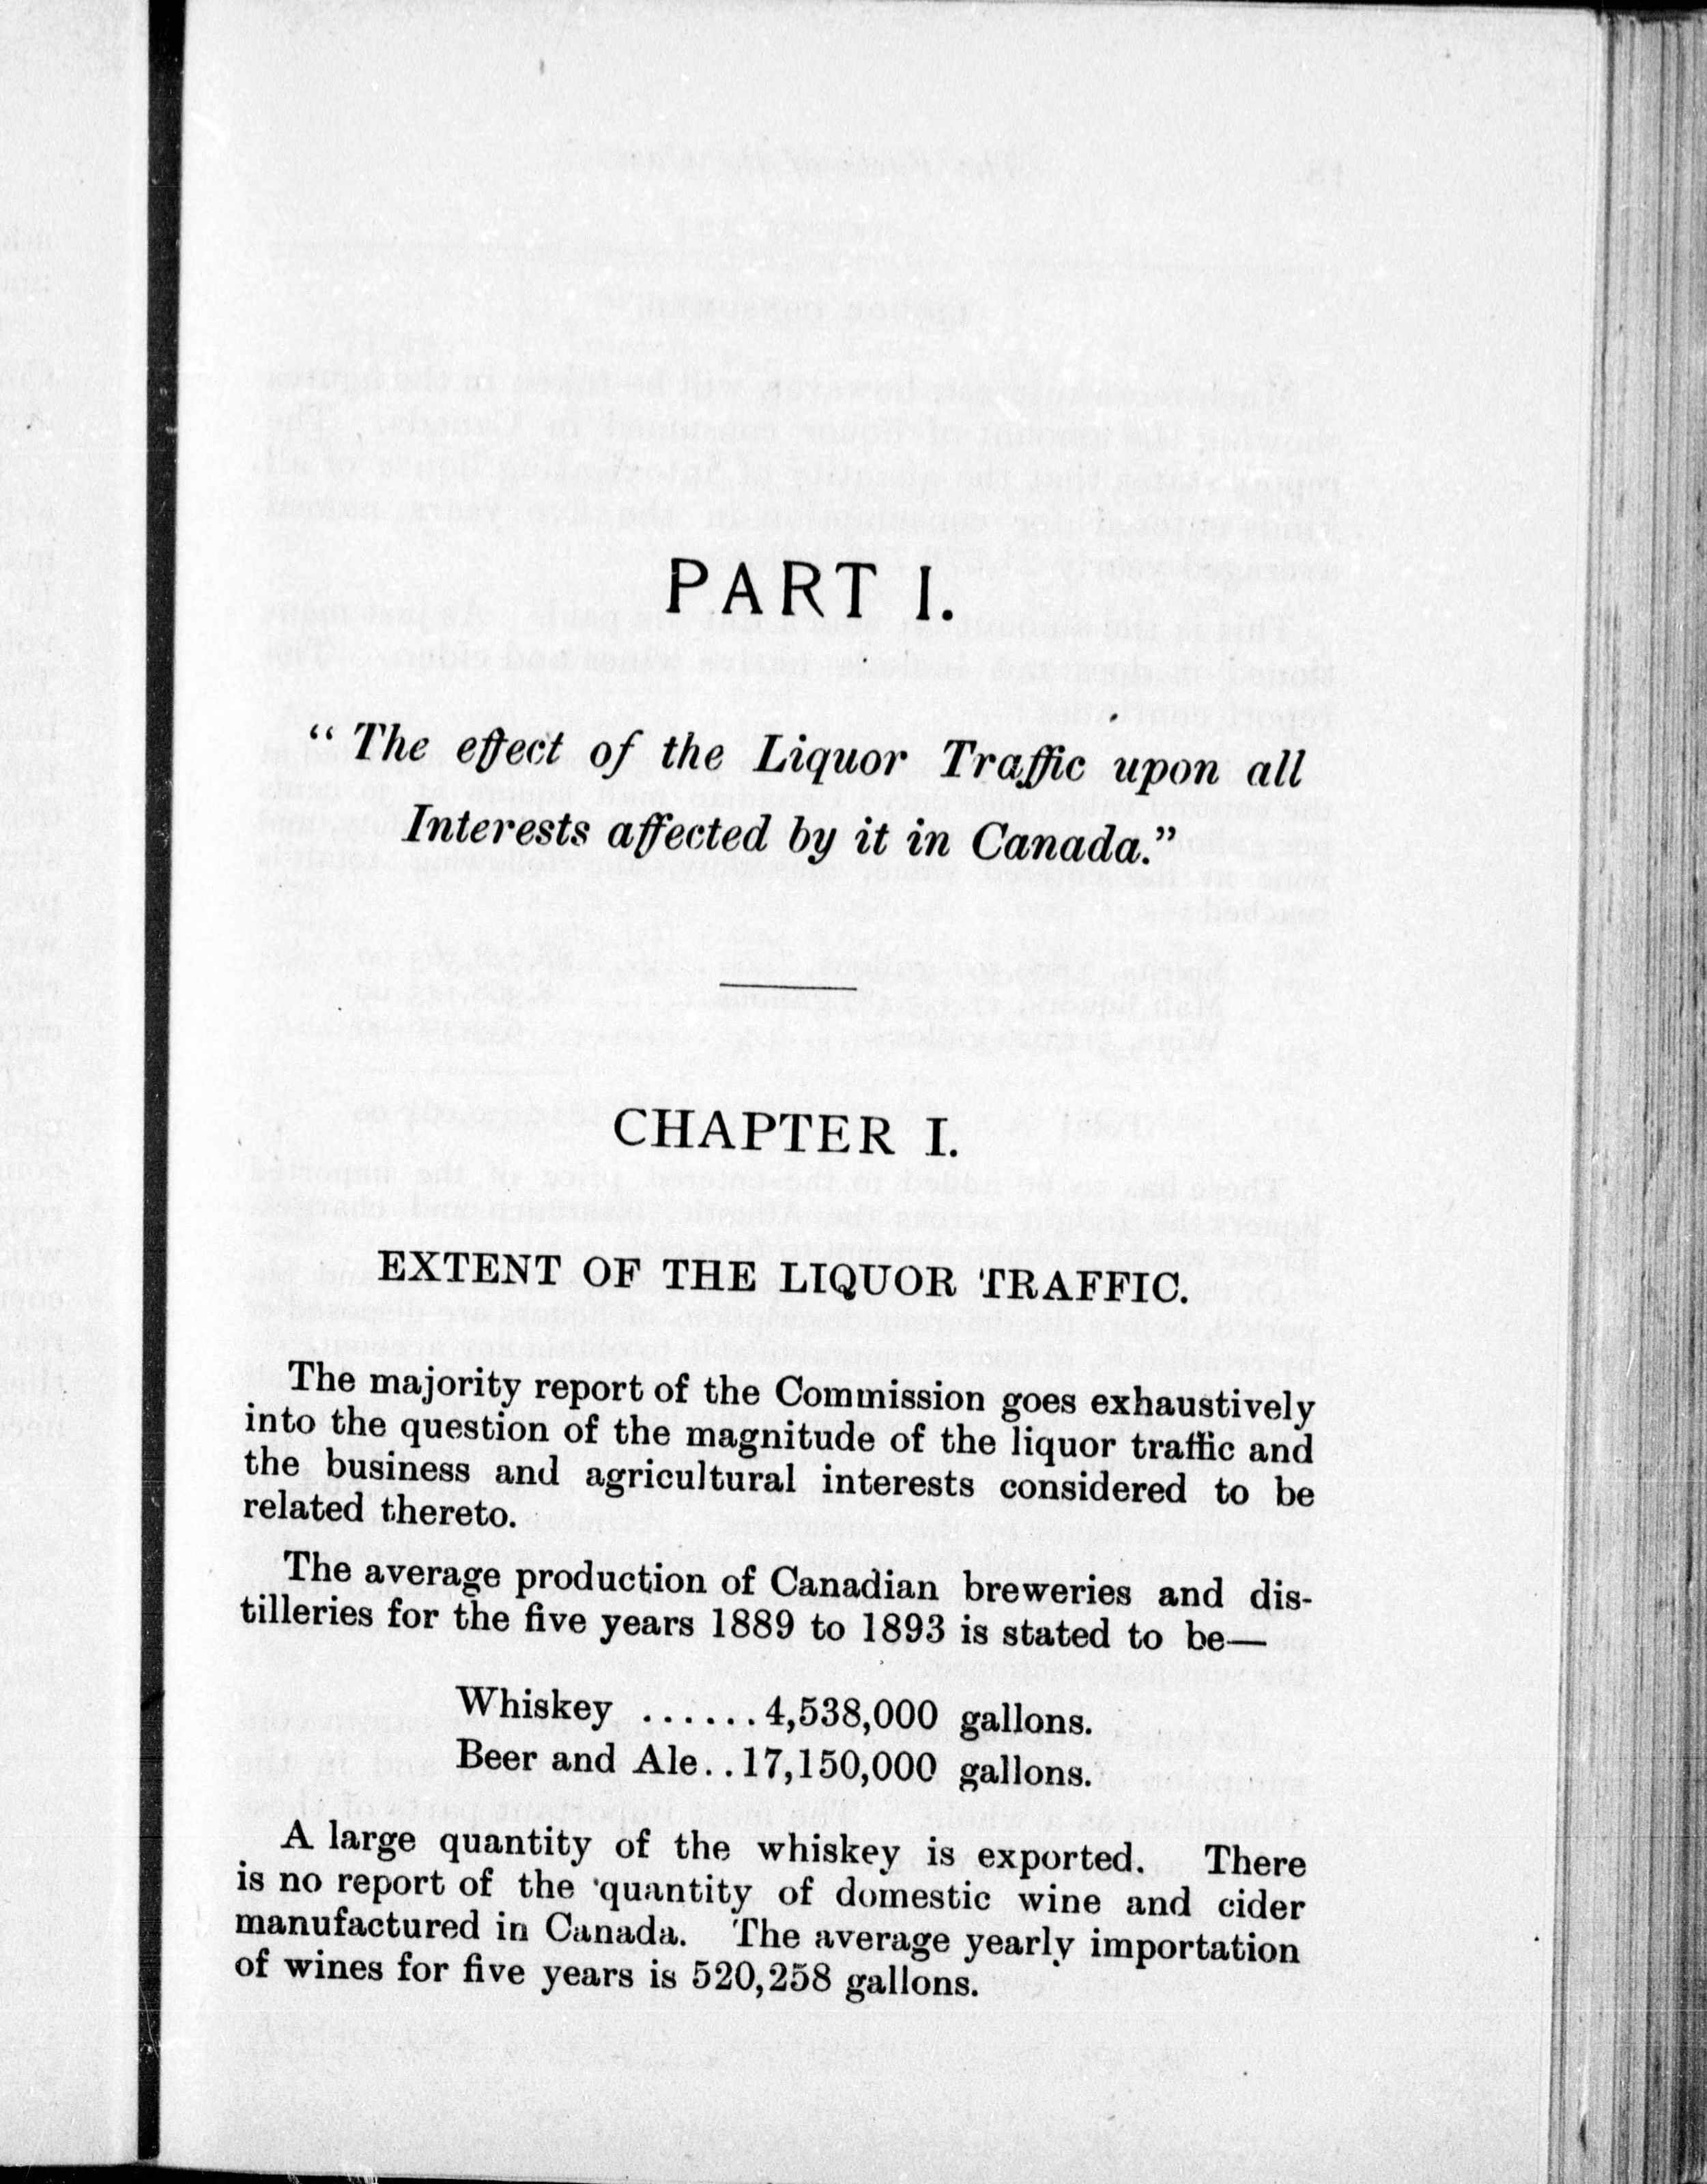 PART I.
“ The effect of the Liquor Traffic upon all
Interests affected by it in Canada.”
CHAPTER I.
EXTENT OF THE LIQUOR TRAFFIC.
The majority report of the Commission goes exhaustively
into the question of the magnitude of the liquor traffic and
the business and agricultural interests considered to be
related thereto.
The average production of Canadian breweries and dis-
tilleries for the five years 1889 to 1893 is stated to be—
Whiskey ......4,538,000 gallons.
Beer and Ale..17,150,000 gallons.
A large quantity of the whiskey is exported. There
is no report of the quantity of domestic wine and cider
manufactured in Canada. The average yearly importation
of wines for five years is 520,258 gallons.